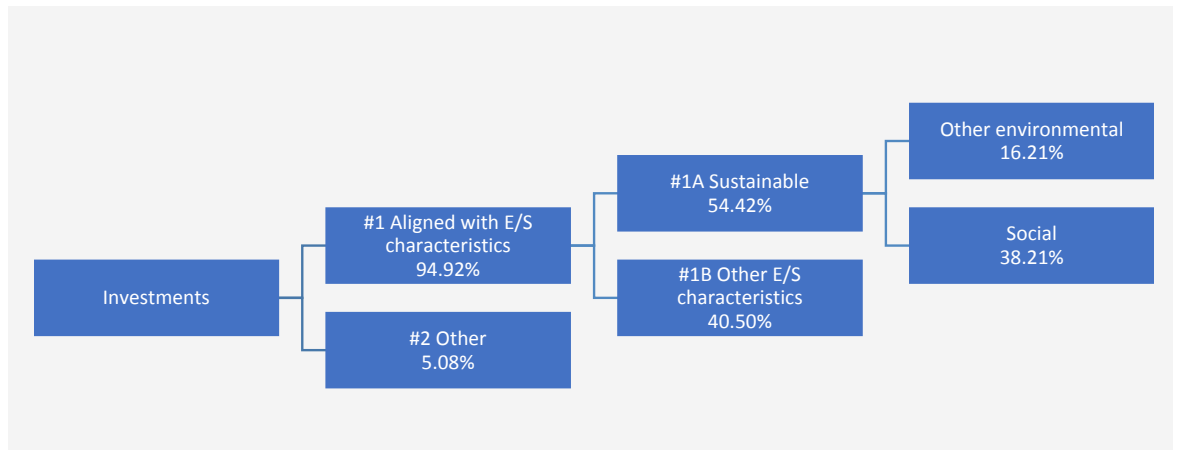 Investments
#1 Aligned with E/S
characteristics
94.92%
#2 Other
5.08%
#1A Sustainable
54.42%
#1B Other E/S
characteristics
40.50%
Other environmental
16.21%
Social
38.21%